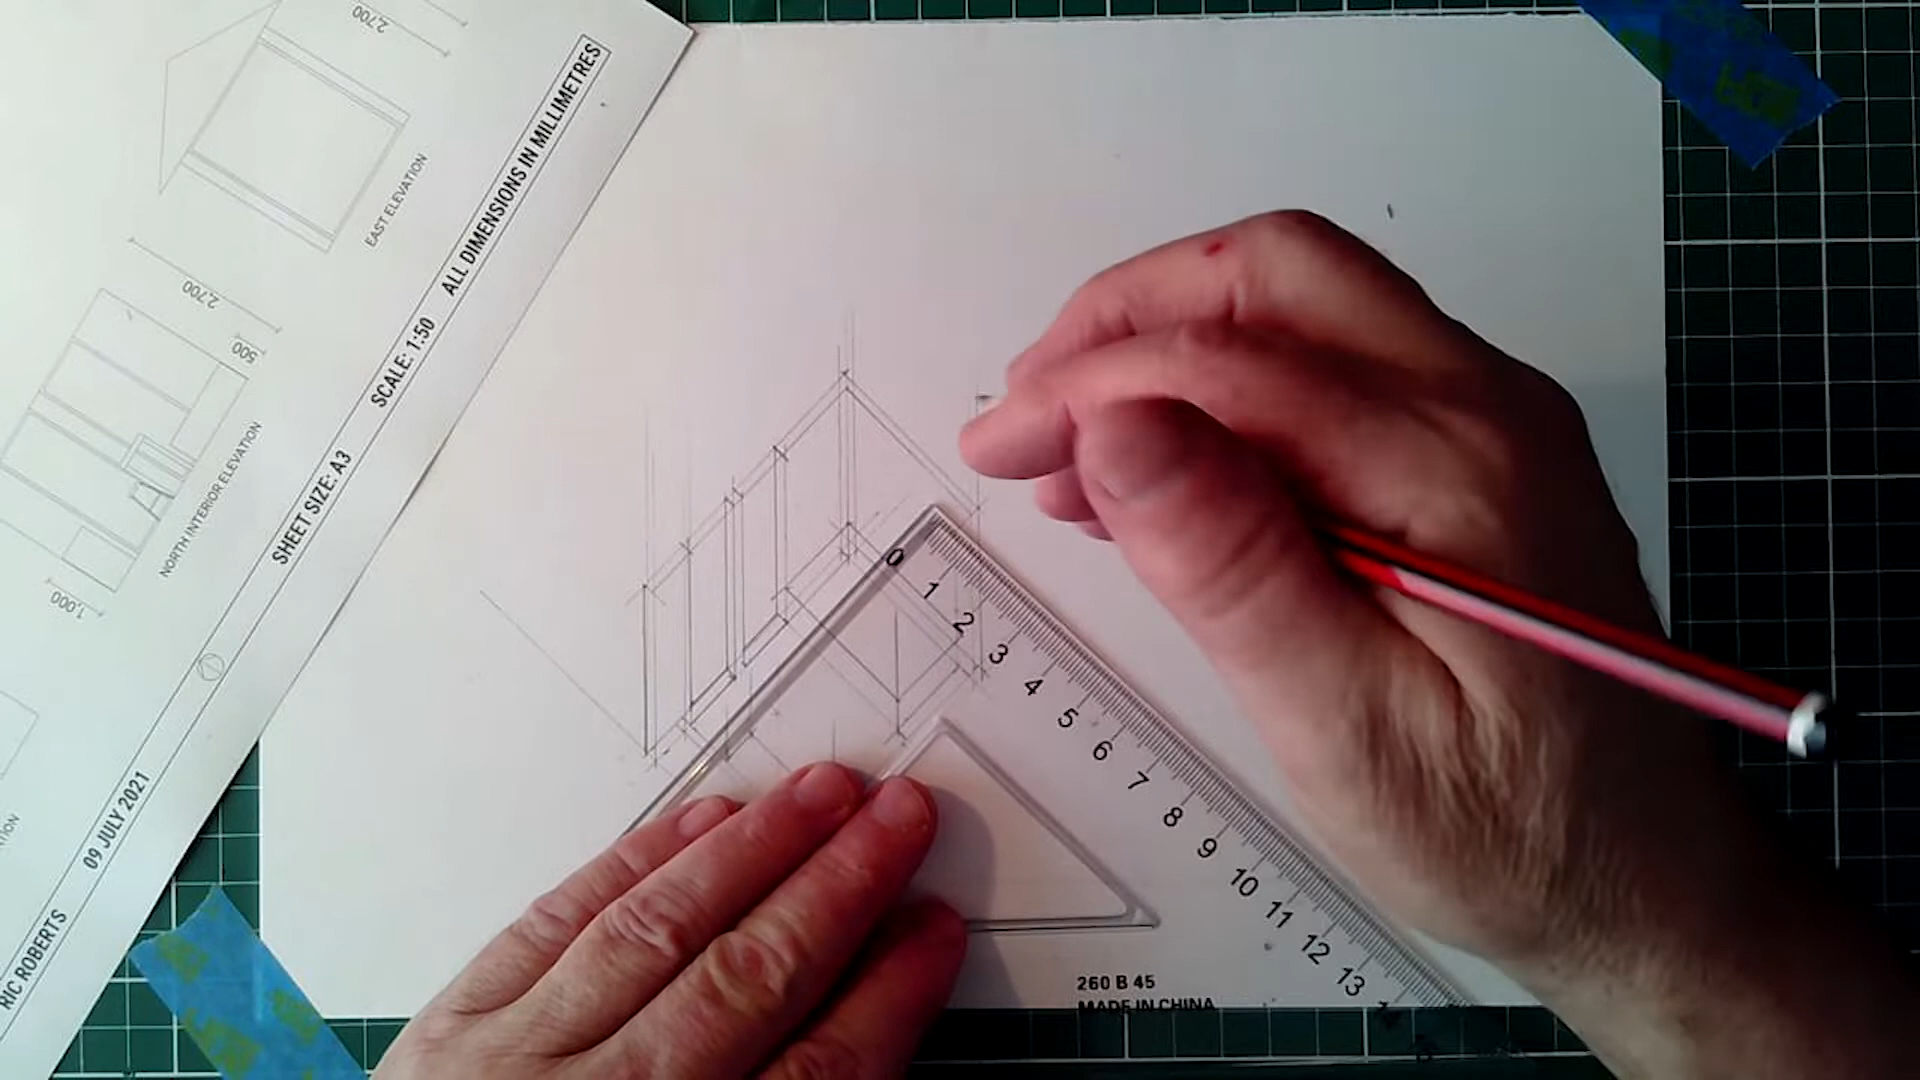 2,700
EAST ELEVATION
2,700
500
NORTH INTERIOR ELEVATION
1,000
RIC ROBERTS 09 JULY 2021 SHEET SIZE: A3 SCALE: 1:50 ALL DIMENSIONS IN MILLIMETRES
0 1 2 3 4 5 6 7 8 9 10 11 12 13
260 B 45
MADE IN CHINA